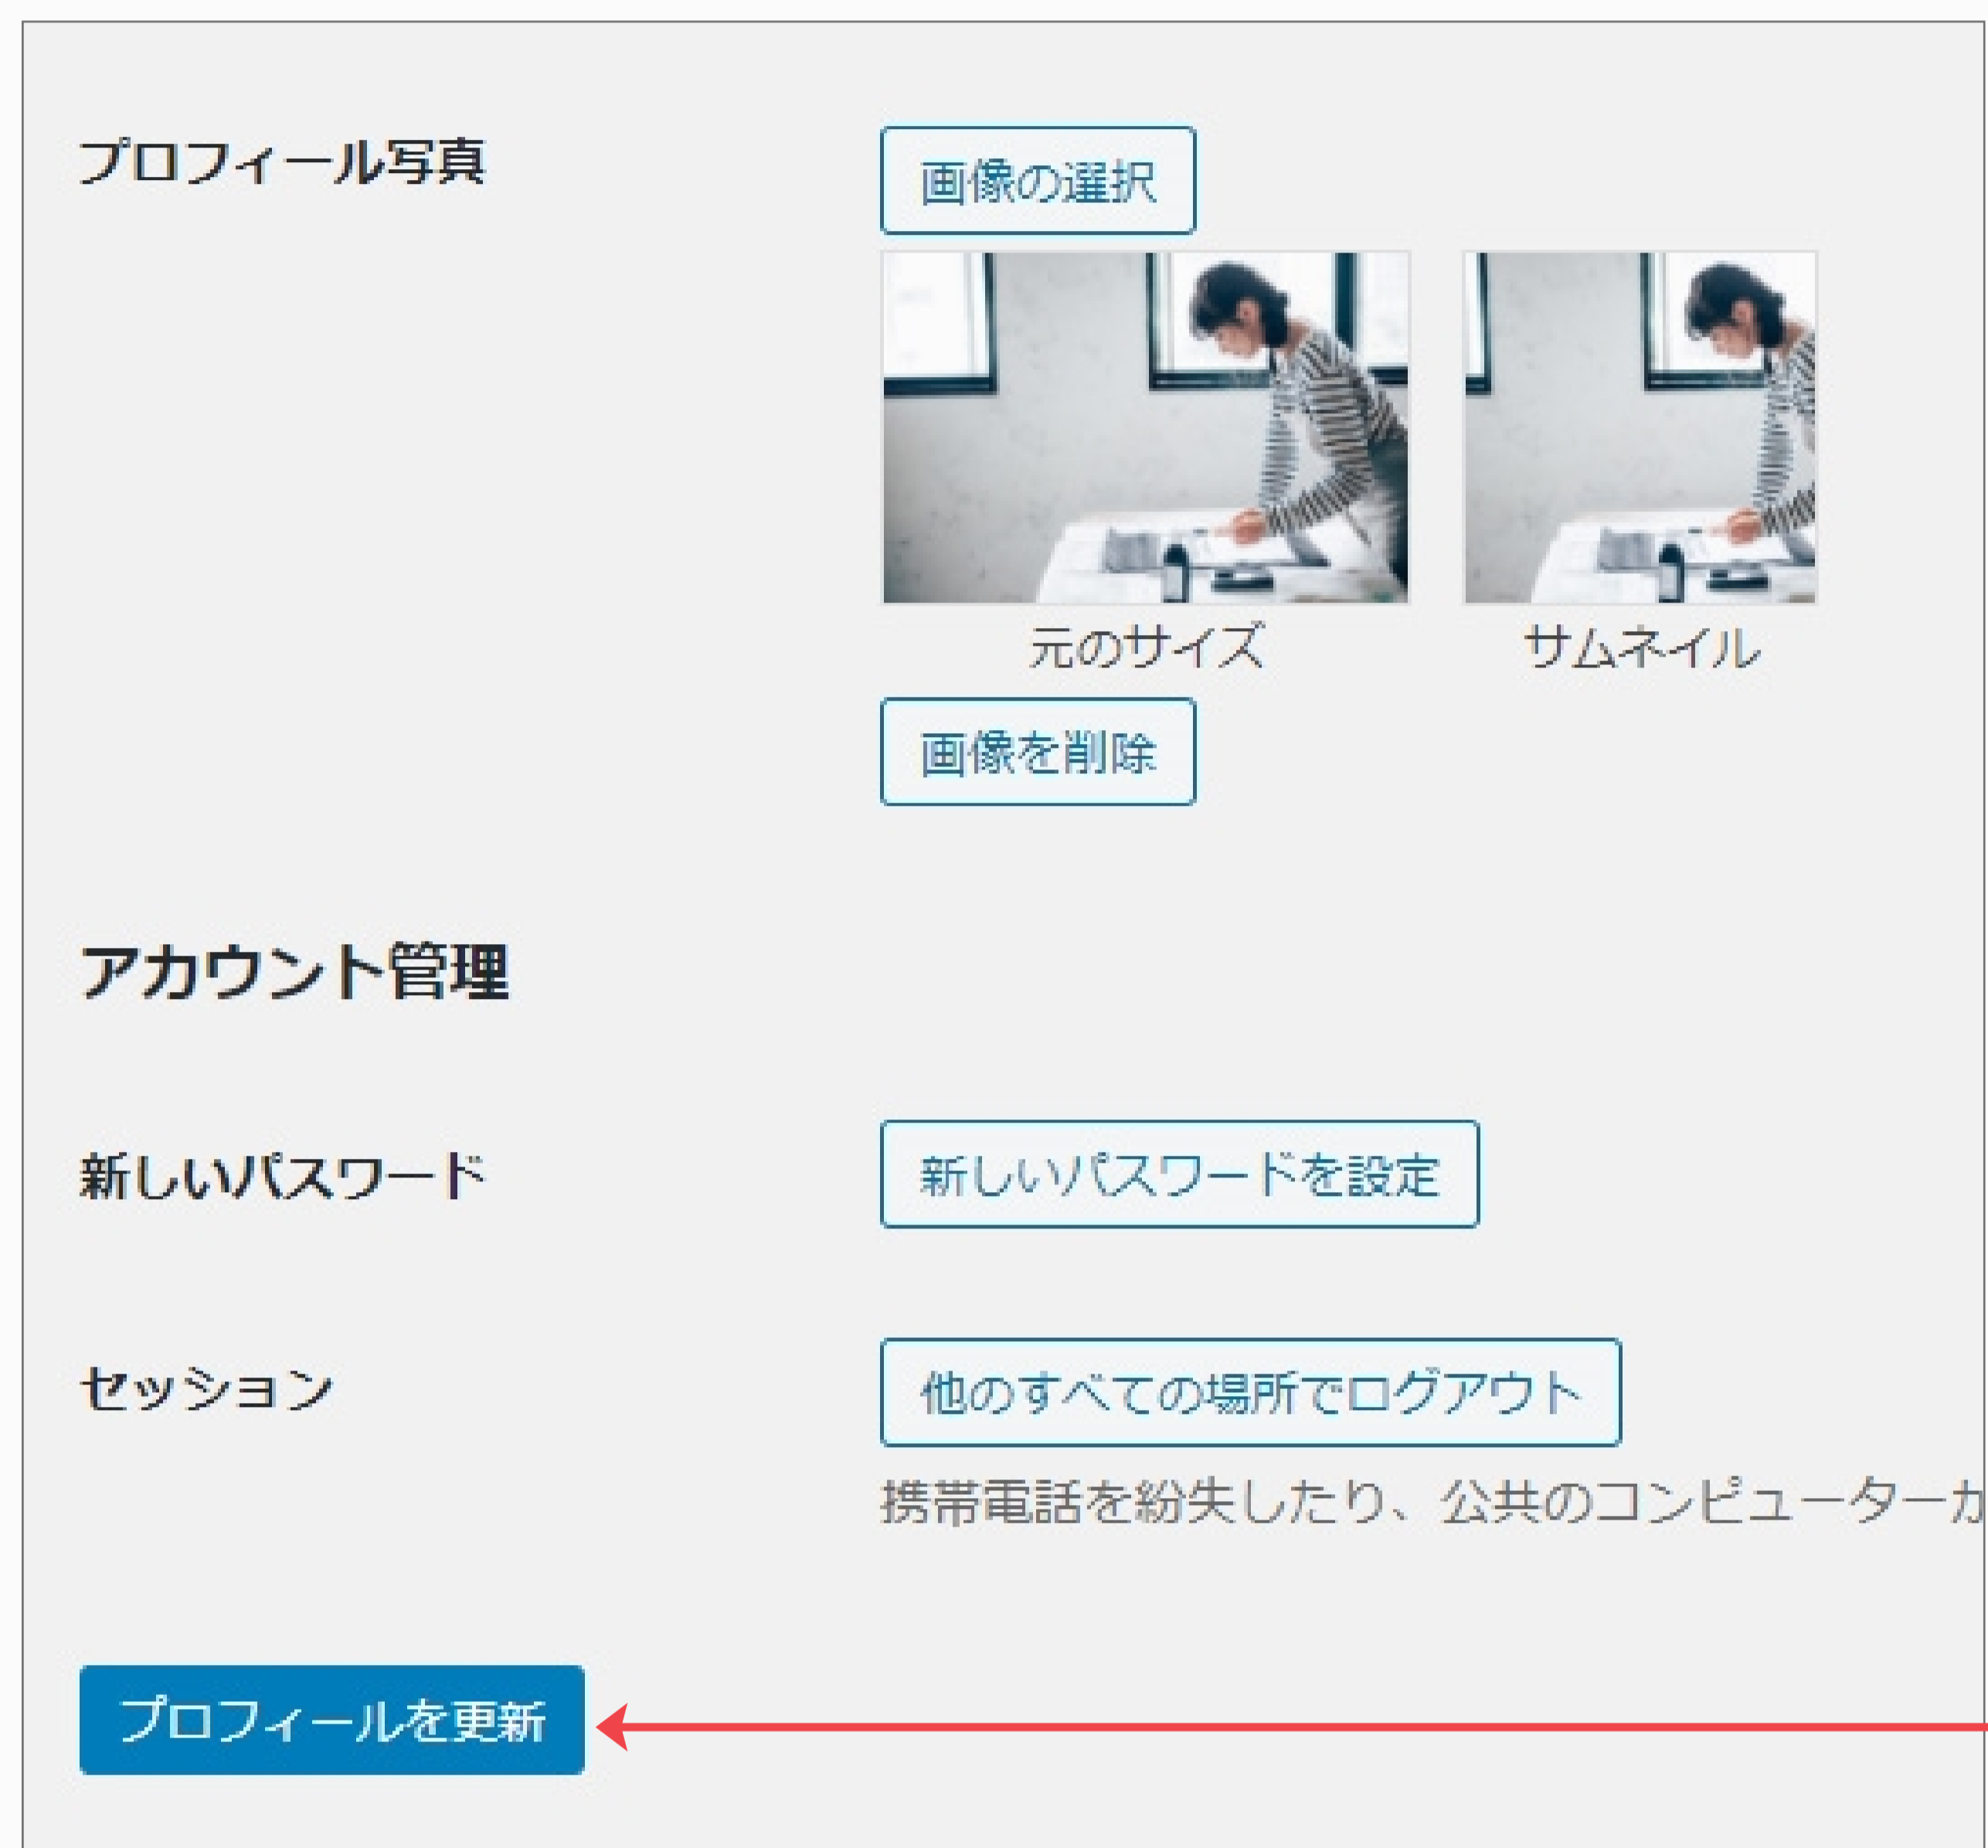 プロフィール写真
画像の選択
元のサイズ
サムネイル
画像を削除
アカウント管理
新しいパスワード
新しいパスワードを設定
セッション
他のすべての場所でログアウト
携帯電話を紛失したり、公共のコンピューター
プロフィールを更新